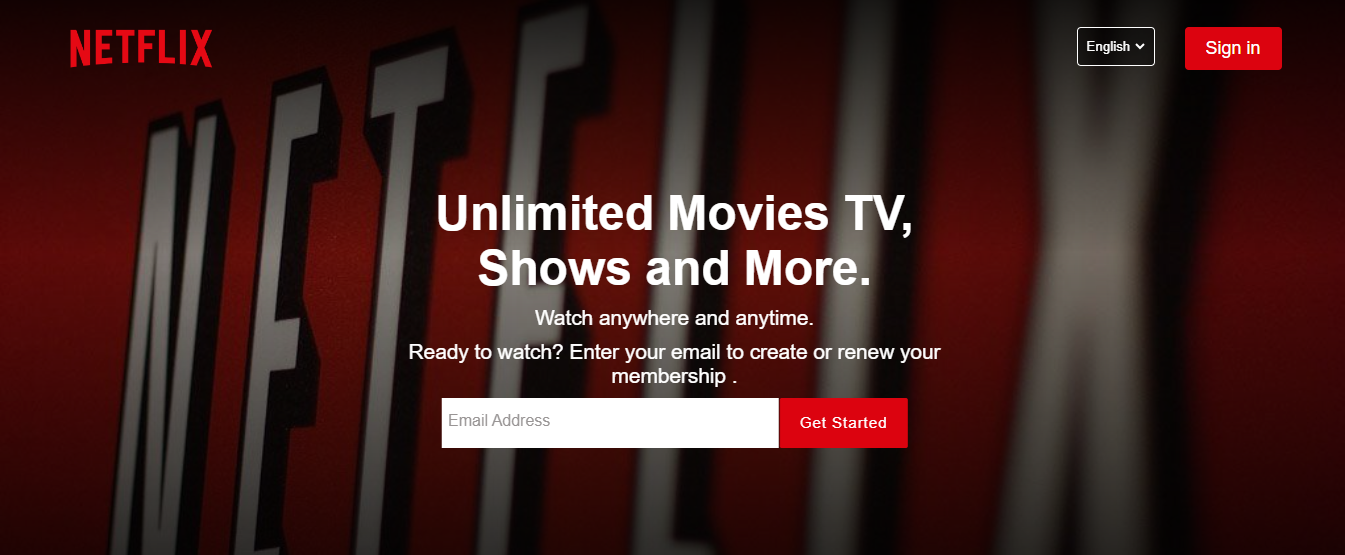 NETFLIX
English
Sign in
NETFLIX
Unlimited Movies TV,
Shows and More.
Watch anywhere and anytime.
Ready to watch? Enter your email to create or renew your
membership .
Email Address
Get Started